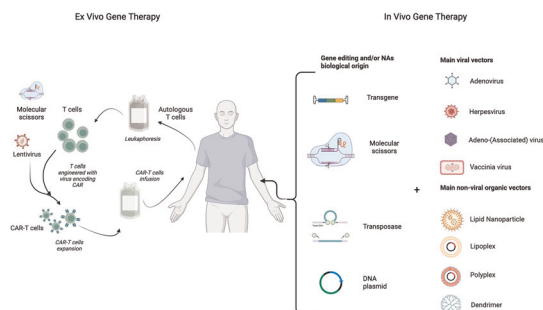 Ex Vivo Gene Therapy
In Vivo Gene Therapy
Molecular
scissors
T cells
Lentivirus
T cells
engineered with
virus encoding
CAR
CAR-T cells
CAR-T cells
expansion
Leukapheresis
Autologous
T cells
CAR-T cells
infusion
Gene editing and/or NAs
biological origin
Transgene
Molecular
scissors
Transposase
DNA
plasmid
+
Main viral vectors
Adenovirus
Herpesvirus
Adeno-(Associated) virus
Vaccinia virus
Main non-viral organic vectors
Lipid Nanoparticle
Lipoplex
Polyplex
Dendrimer